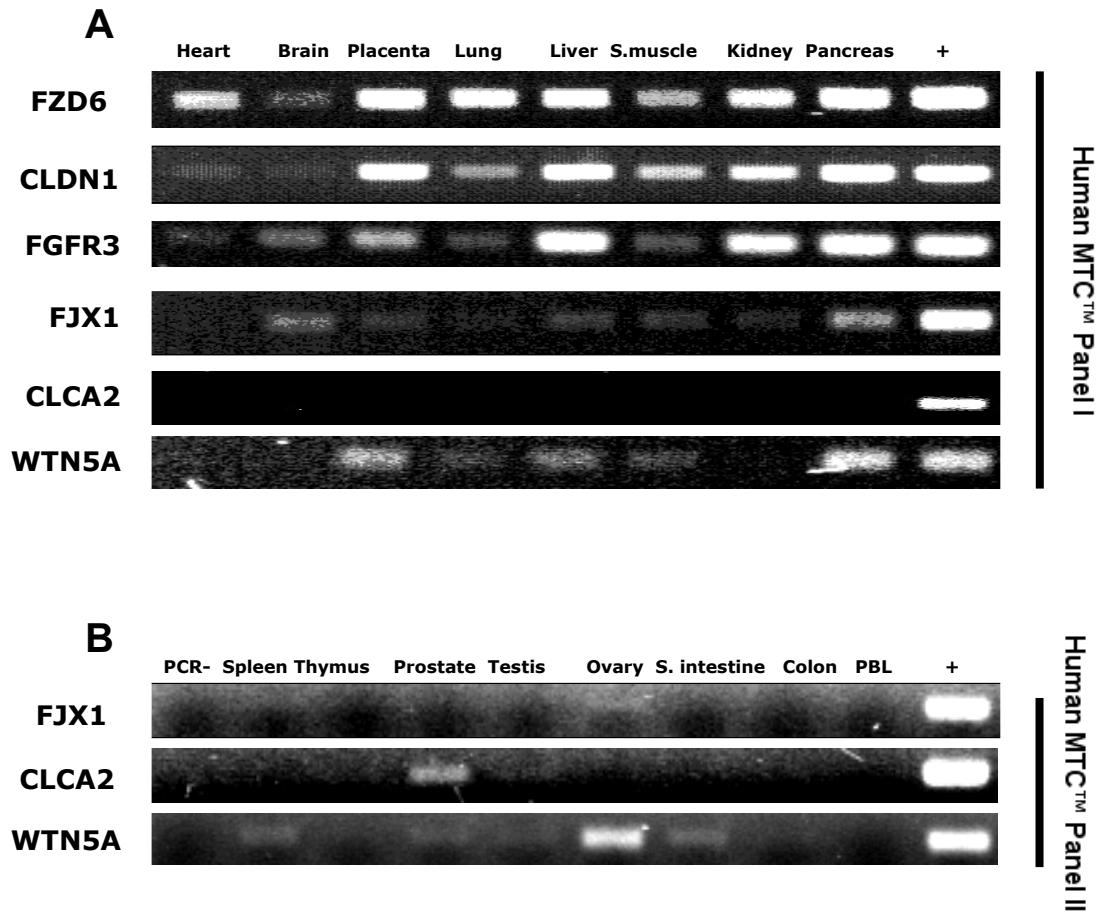 A
Heart Brain Placenta Lung Liver S.muscle Kidney Pancreas +
FZD6
CLDN1
FGFR3
FJX1
CLCA2
WTN5A
Human MTC™ Panel I
B
PCR- Spleen Thymus Prostate Testis Ovary S. intestine Colon PBL +
FJX1
CLCA2
WTN5A
Human MTC™ Panel II